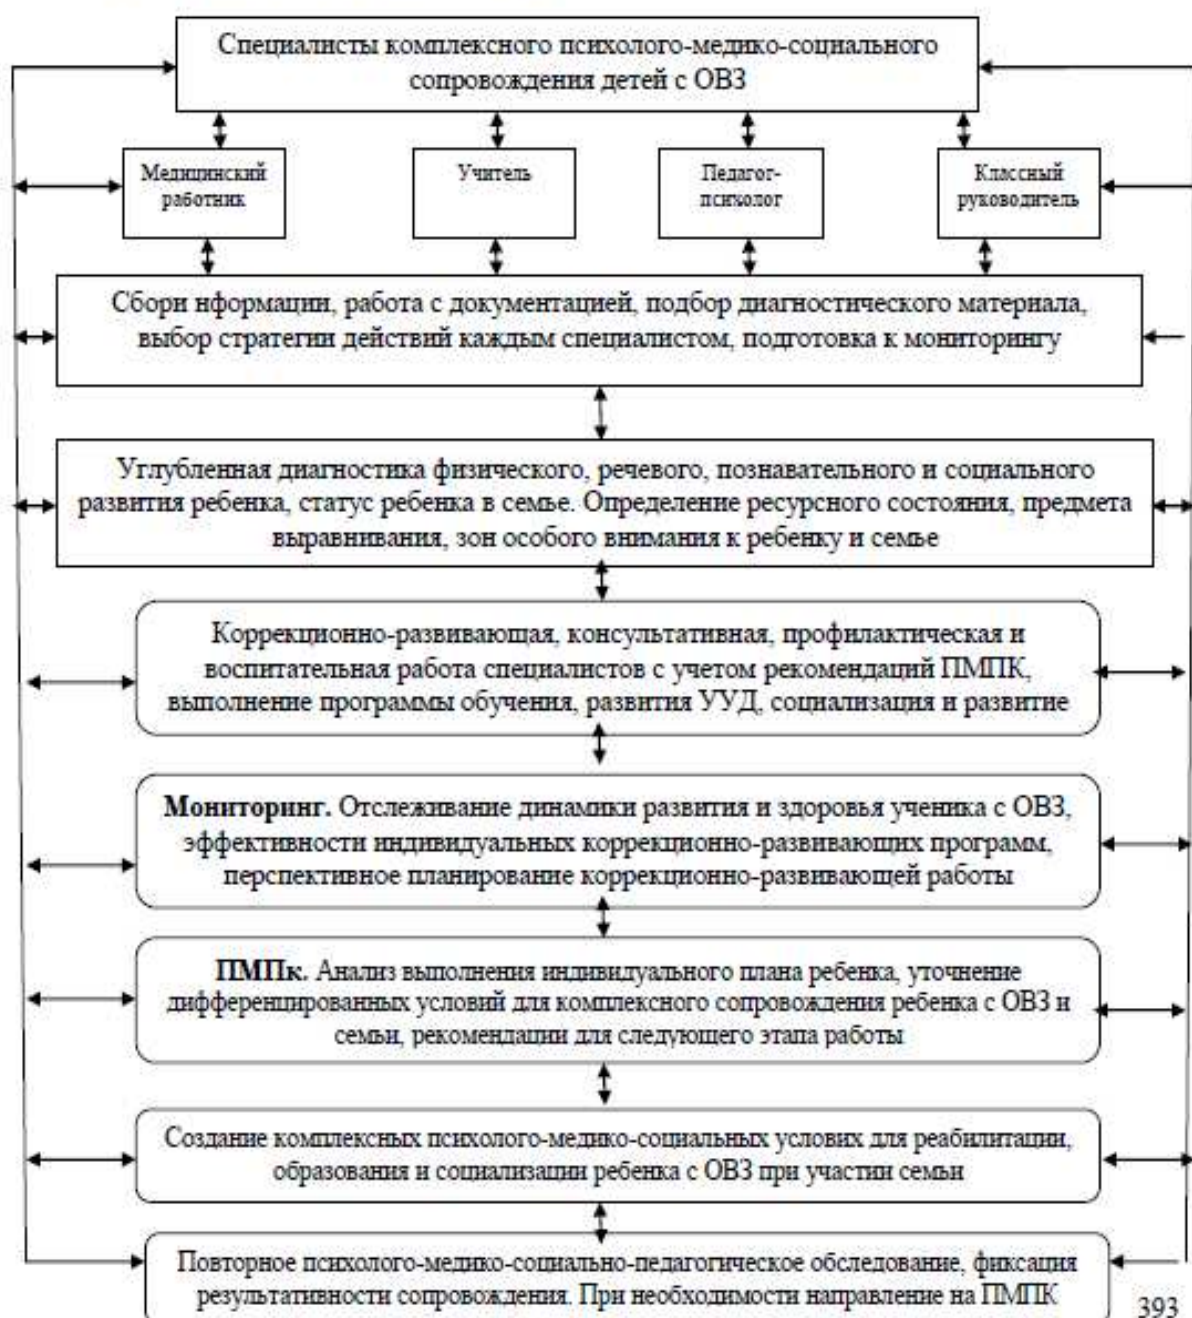 Специалисты комплексного психолого-медико-социального
сопровождения детей с ОВЗ
Медицинский
работник
Учитель
Педагог-
психолог
Классный
руководитель
Сбори нформации, работа с документацией, подбор диагностического материала,
выбор стратегии действий каждым специалистом, подготовка к мониторингу
Углубленная диагностика физического, речевого, познавательного и социального
развития ребенка, статус ребенка в семье. Определение ресурсного состояния, предмета
выравнивания, зон особого внимания к ребенку и семье
Коррекционно-развивающая, консультативная, профилактическая и
воспитательная работа специалистов с учетом рекомендаций ПМПК,
выполнение программы обучения, развития УУД, социализация и развитие
Мониторинг. Отслеживание динамики развития и здоровья ученика с ОВЗ,
эффективности индивидуальных коррекционно-развивающих программ,
перспективное планирование коррекционно-развивающей работы
ПМПк. Анализ выполнения индивидуального плана ребенка, уточнение
дифференцированных условий для комплексного сопровождения ребенка с ОВЗ и
семьи, рекомендации для следующего этапа работы
Создание комплексных психолого-медико-социальных услових для реабилитации,
образования и социализации ребенка с ОВЗ при участии семьи
Повторное психолого-медико-социально-педагогическое обследование, фиксация
результативности сопровождения. При необходимости направление на ПМПК
393